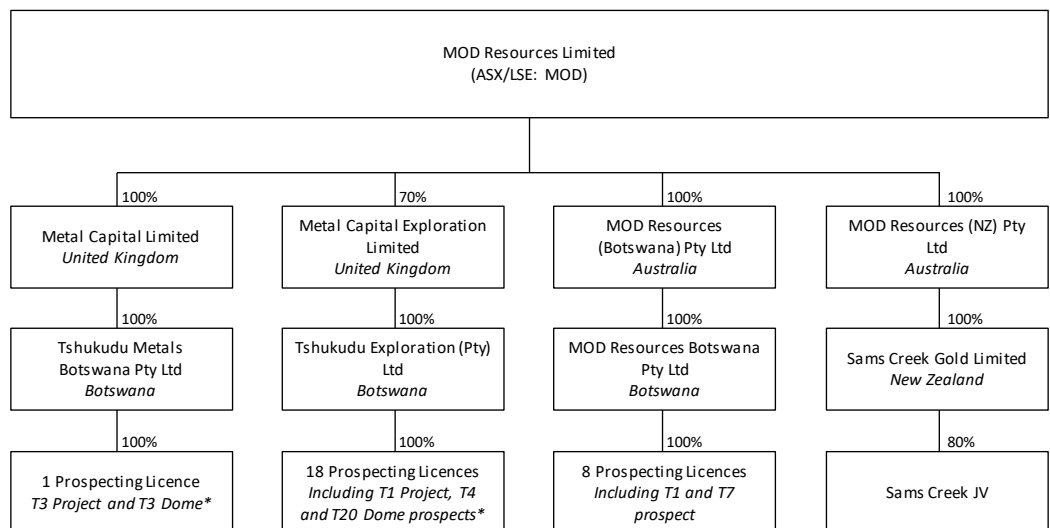 MOD Resources Limited
(ASX/LSE: MOD)
100%
70%
100%
100%
Metal Capital Limited
United Kingdom
Metal Capital Exploration
Limited
United Kingdom
MOD Resources
(Botswana) Pty Ltd
Australia
MOD Resources (NZ) Pty
Ltd
Australia
100%
100%
100%
100%
Tshukudu Metals
Botswana Pty Ltd
Botswana
Tshukudu Exploration (Pty)
Ltd
Botswana
MOD Resources Botswana
Pty Ltd
Botswana
Sams Creek Gold Limited
New Zealand
100%
100%
100%
80%
1 Prospecting Licence
T3 Project and T3 Dome*
18 Prospecting Licences
Including T1 Project, T4
and T20 Dome prospects*
8 Prospecting Licences
Including T1 and T7
prospect
Sams Creek JV